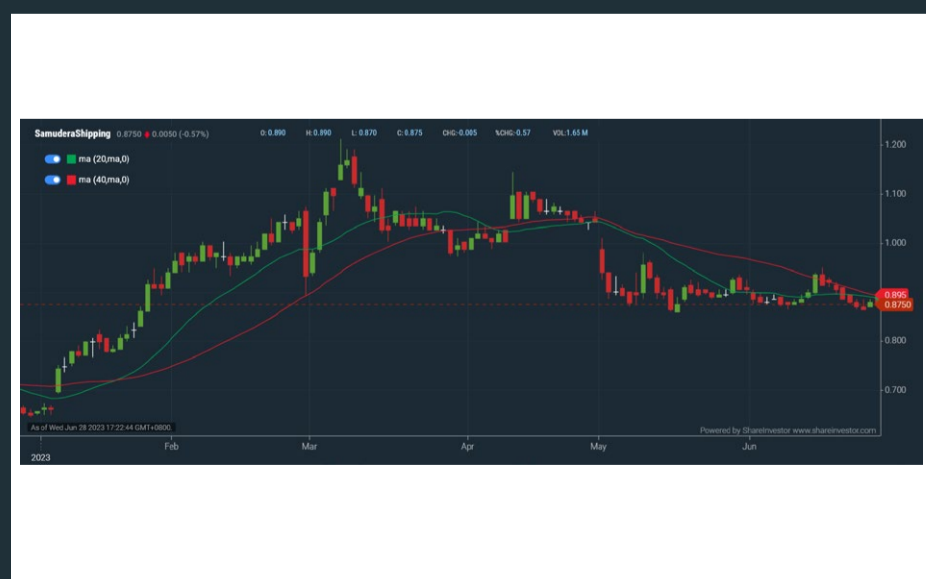 SamuderaShipping 0.8750 0.0050 (-0.57%) O: 0.890 H: 0.890 L: 0.870 C: 0.875 CHG:-0.005 %CHG:-0.57 VOL:1.65 M
ma (20,ma,0)
ma (40,ma,0)
1.200
1.100
1.000
0.895
0.8750
0.800
0.700
As of Wed Jun 28 2023 17:22:44 GMT+0800,
Powered by ShareInvestor www.shareinvestor.com
Feb Mar Apr May Jun
2023